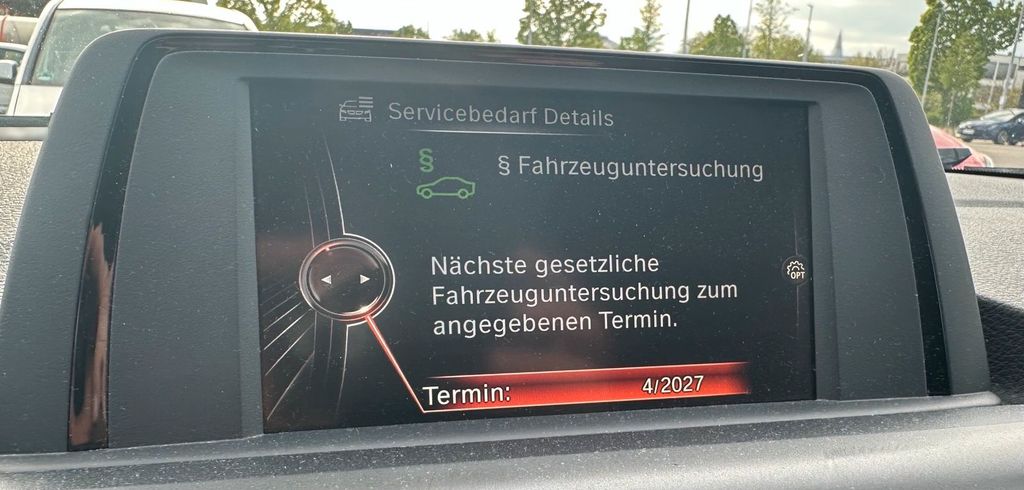 Servicebedarf Details
§
§ Fahrzeuguntersuchung
Nächste gesetzliche
Fahrzeuguntersuchung zum
angegebenen Termin.
OPT
Termin: 4/2027